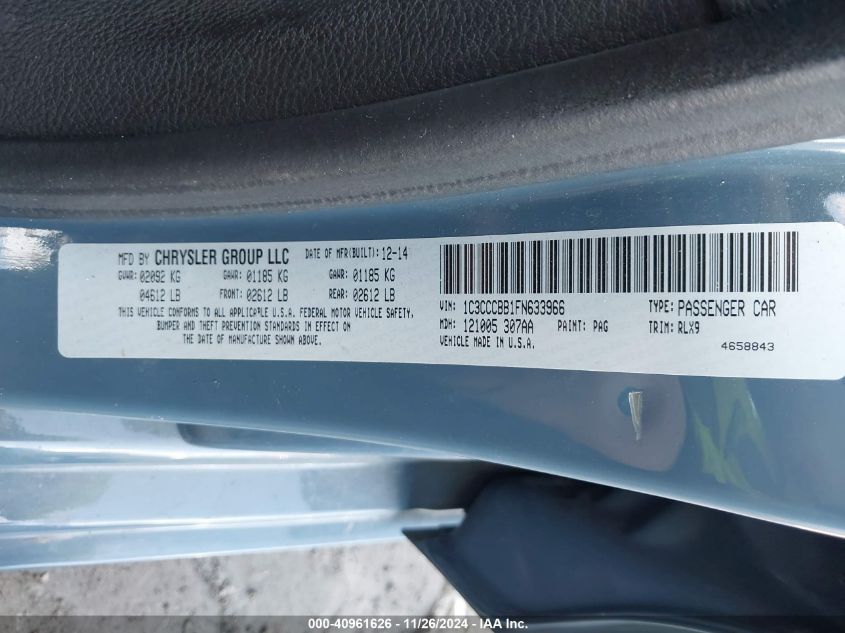 MFD BY CHRYSLER GROUP LLC DATE OF MFR(BUILT): 12-14
GVWR: 02092 KG GAWR: 01185 KG GAWR: 01185 KG
04612 LB FRONT: 02612 LB REAR: 02612 LB
THIS VEHICLE CONFORMS TO ALL APPLICABLE U.S.A. FEDERAL MOTOR VEHICLE SAFETY,
BUMPER AND THEFT PREVENTION STANDARDS IN EFFECT ON
THE DATE OF MANUFACTURE SHOWN ABOVE.
VIN: 1C3CCCBB1FN633966 TYPE: PASSENGER CAR
MDH: 121005 307AA PAINT: PAG TRIM: RLX9
VEHICLE MADE IN U.S.A. 4658843
000-40961626 - 11/26/2024 - IAA Inc.